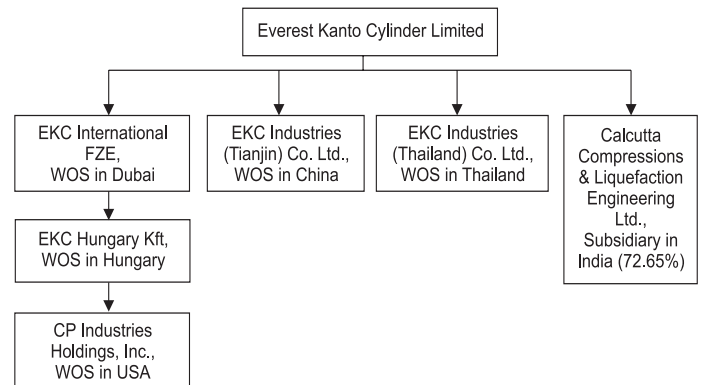 Everest Kanto Cylinder Limited
EKC International
FZE,
WOS in Dubai
EKC Industries
(Tianjin) Co. Ltd.,
WOS in China
EKC Industries
(Thailand) Co. Ltd.,
WOS in Thailand
Calcutta
Compressions
& Liquefaction
Engineering
Ltd.,
Subsidiary in
India (72.65%)
EKC Hungary Kft,
WOS in Hungary
CP Industries
Holdings, Inc.,
WOS in USA